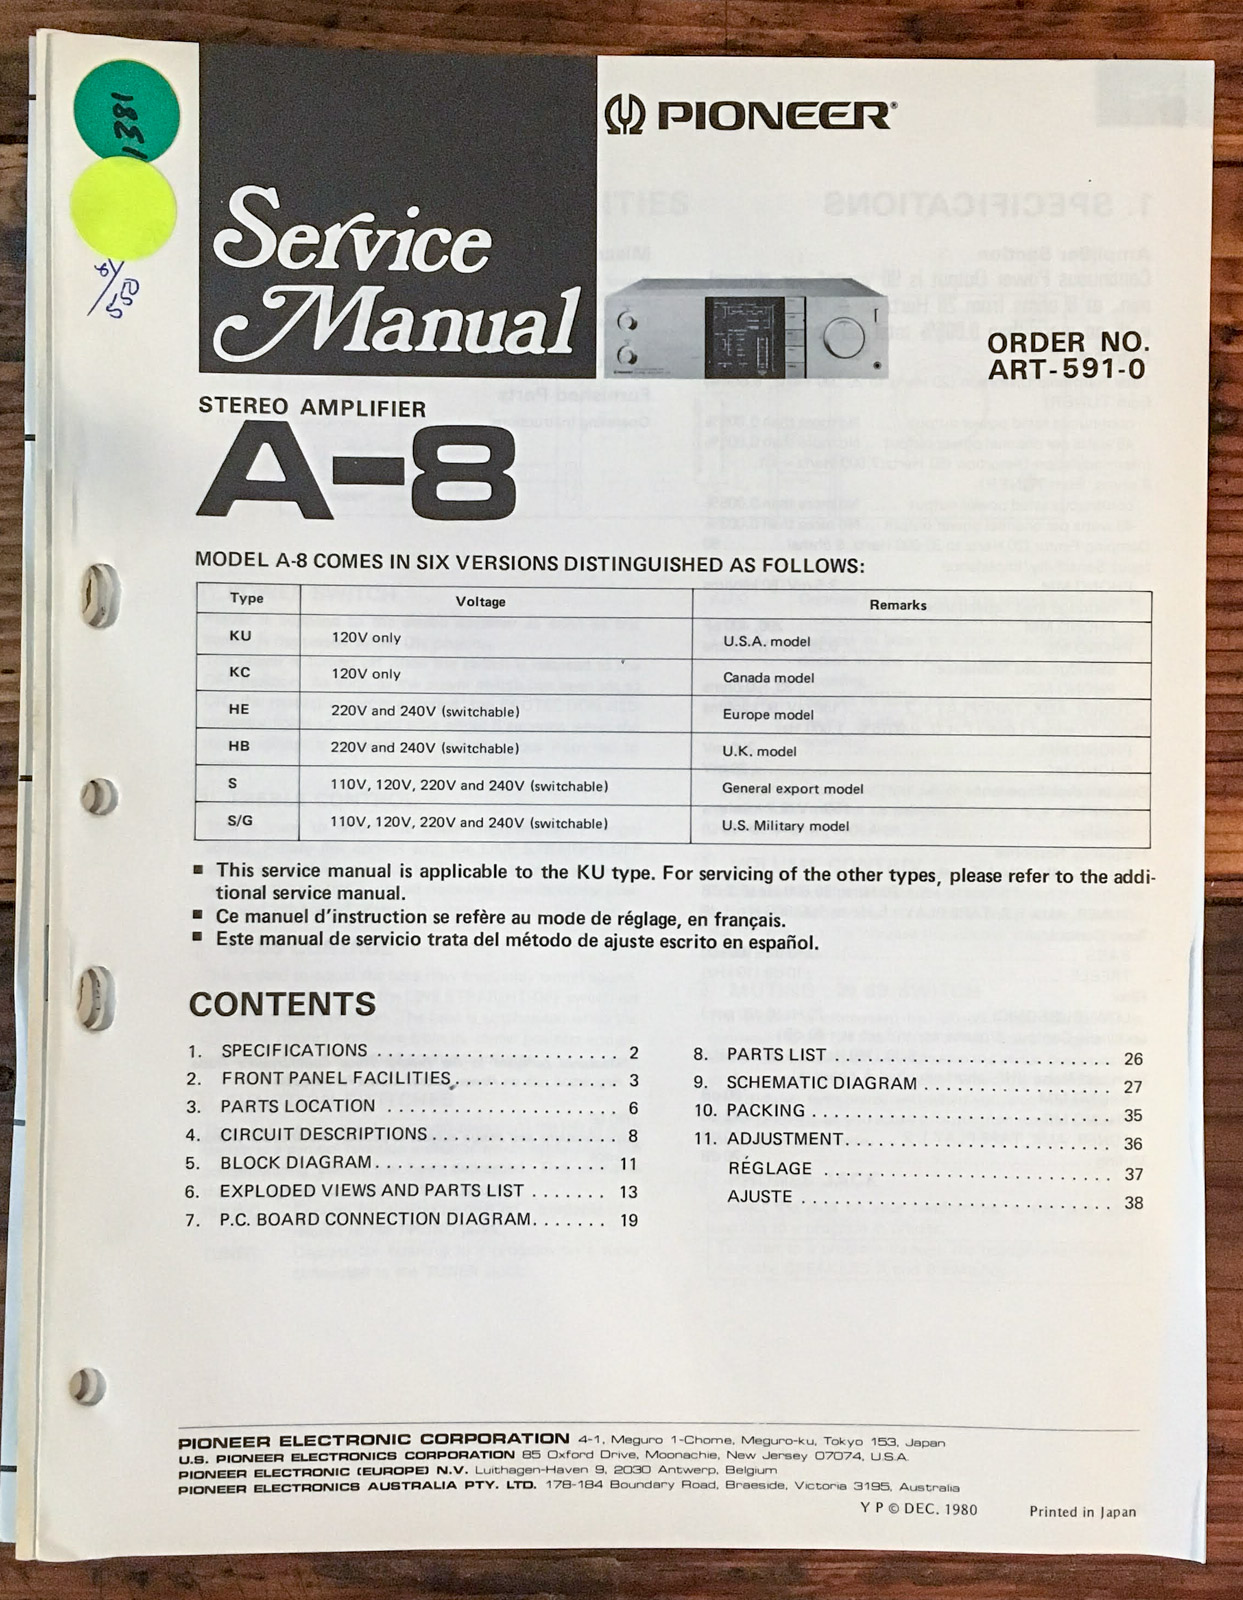 1381
61/550
Service
Manual
PIONEER®
ORDER NO.
ART-591-0
STEREO AMPLIFIER
A-8
MODEL A-8 COMES IN SIX VERSIONS DISTINGUISHED AS FOLLOWS:
Type Voltage Remarks
KU 120V only U.S.A. model
KC 120V only Canada model
HE 220V and 240V (switchable) Europe model
HB 220V and 240V (switchable) U.K. model
S 110V, 120V, 220V and 240V (switchable) General export model
S/G 110V, 120V, 220V and 240V (switchable) U.S. Military model
■ This service manual is applicable to the KU type. For servicing of the other types, please refer to the addi-
tional service manual.
■ Ce manuel d'instruction se refère au mode de réglage, en français.
■ Este manual de servicio trata del método de ajuste escrito en español.
CONTENTS
1. SPECIFICATIONS . . . . . . . . . . . . . . . . . . . . . . . 2
2. FRONT PANEL FACILITIES. . . . . . . . . . . . . . . . 3
3. PARTS LOCATION . . . . . . . . . . . . . . . . . . . . . . 6
4. CIRCUIT DESCRIPTIONS . . . . . . . . . . . . . . . . . . 8
5. BLOCK DIAGRAM. . . . . . . . . . . . . . . . . . . . . . . 11
6. EXPLODED VIEWS AND PARTS LIST . . . . . . . 13
7. P.C. BOARD CONNECTION DIAGRAM. . . . . . . 19
8. PARTS LIST . . . . . . . . . . . . . . . . . . . . . . . . . . . . 26
9. SCHEMATIC DIAGRAM . . . . . . . . . . . . . . . . . . . 27
10. PACKING . . . . . . . . . . . . . . . . . . . . . . . . . . . . . . 35
11. ADJUSTMENT. . . . . . . . . . . . . . . . . . . . . . . . . . . 36
RÉGLAGE . . . . . . . . . . . . . . . . . . . . . . . . . . . . . 37
AJUSTE . . . . . . . . . . . . . . . . . . . . . . . . . . . . . . . 38
PIONEER ELECTRONIC CORPORATION 4-1, Meguro 1-Chome, Meguro-ku, Tokyo 153, Japan
U.S. PIONEER ELECTRONICS CORPORATION 85 Oxford Drive, Moonachie, New Jersey 07074, U.S.A.
PIONEER ELECTRONIC (EUROPE) N.V. Luithagen-Haven 9, 2030 Antwerp, Belgium
PIONEER ELECTRONICS AUSTRALIA PTY. LTD. 178-184 Boundary Road, Braeside, Victoria 3195, Australia
Y P © DEC. 1980 Printed in Japan